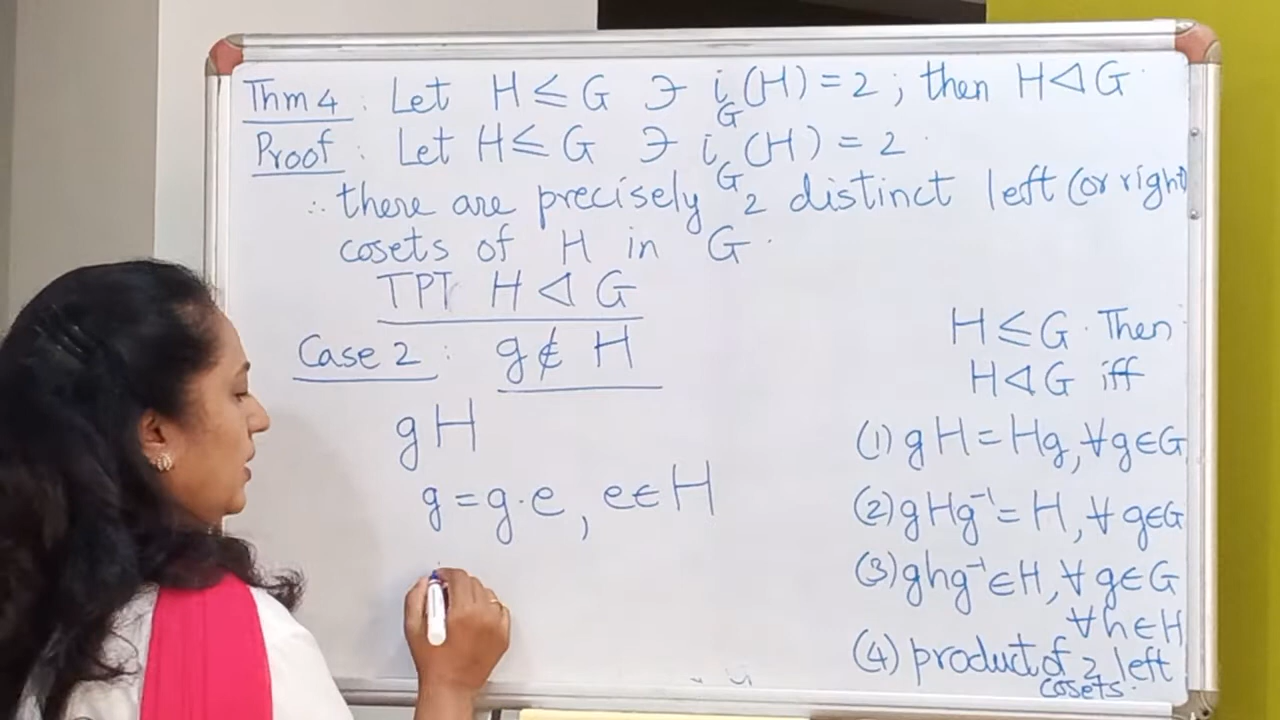 Thm 4 : Let H ≤ G ∋ i_G(H) = 2 ; then H ⊲ G.
Proof : Let H ≤ G ∋ i_G(H) = 2.
∴ there are precisely 2 distinct left (or right)
cosets of H in G.
TPT H ⊲ G
Case 2 : g ∉ H
gH
g = g·e, e ∈ H
H ≤ G. Then
H ⊲ G iff
(1) gH = Hg, ∀ g ∈ G
(2) gHg⁻¹ = H, ∀ g ∈ G
(3) ghg⁻¹ ∈ H, ∀ g ∈ G
∀ h ∈ H
(4) product of 2 left
cosets.